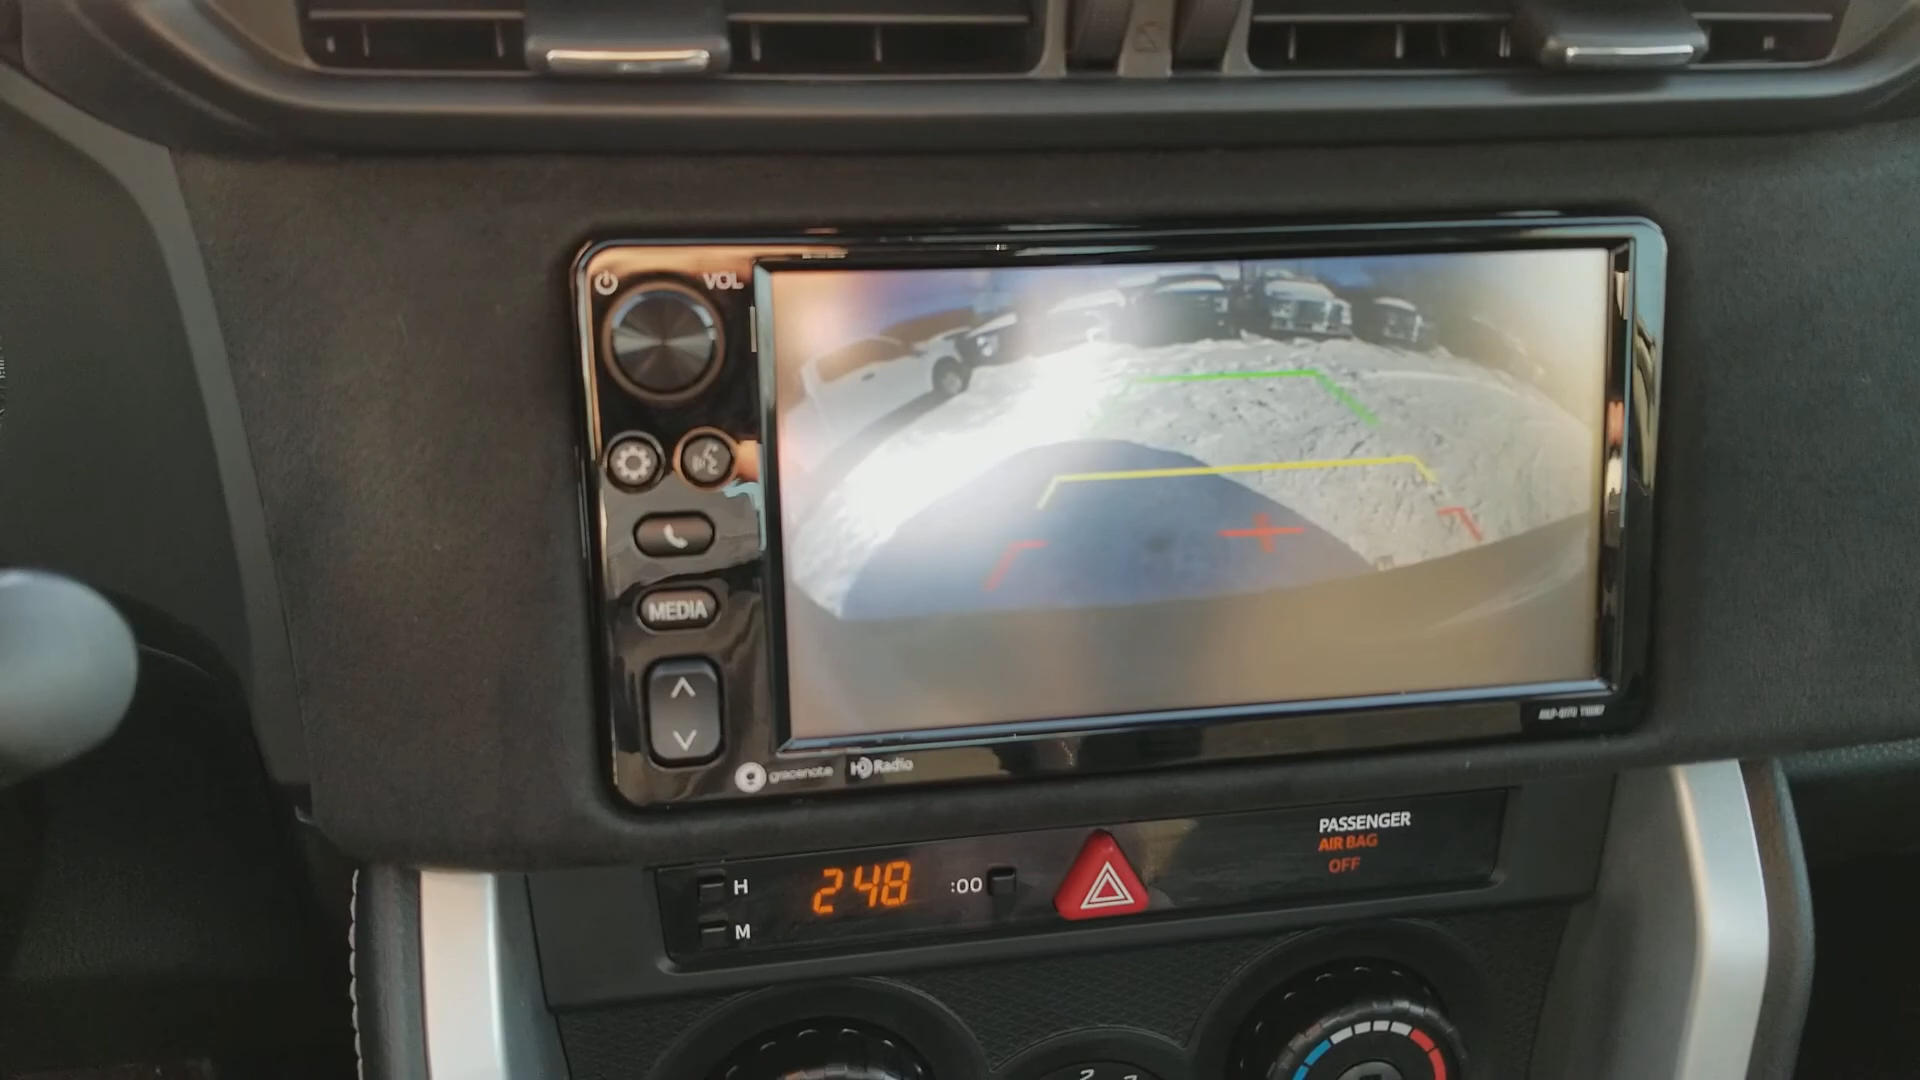 VOL
MEDIA
gracenote
HD Radio
PASSENGER
AIR BAG
OFF
H
248
:00
M